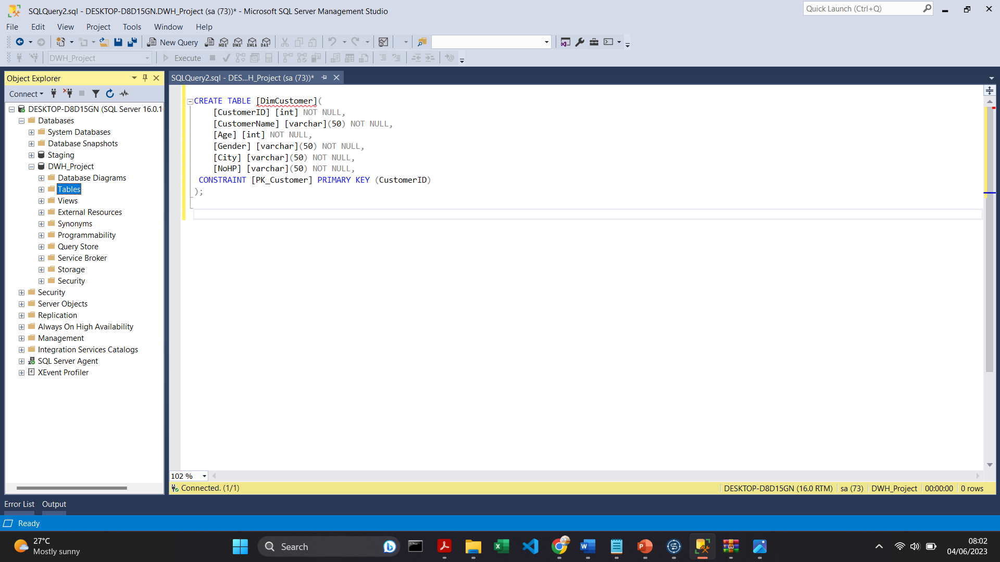 SQLQuery2.sql - DESKTOP-D8D15GN.DWH_Project (sa (73))* - Microsoft SQL Server Management Studio
Quick Launch (Ctrl+Q)
File Edit View Project Tools Window Help
New Query MDX DMX XMLA DAX
DWH_Project Execute
Object Explorer
SQLQuery2.sql - DES...H_Project (sa (73))*
Connect
DESKTOP-D8D15GN (SQL Server 16.0.1
Databases
System Databases
Database Snapshots
Staging
DWH_Project
Database Diagrams
Tables
Views
External Resources
Synonyms
Programmability
Query Store
Service Broker
Storage
Security
Security
Server Objects
Replication
Always On High Availability
Management
Integration Services Catalogs
SQL Server Agent
XEvent Profiler
CREATE TABLE [DimCustomer](
[CustomerID] [int] NOT NULL,
[CustomerName] [varchar](50) NOT NULL,
[Age] [int] NOT NULL,
[Gender] [varchar](50) NOT NULL,
[City] [varchar](50) NOT NULL,
[NoHP] [varchar](50) NOT NULL,
CONSTRAINT [PK_Customer] PRIMARY KEY (CustomerID)
);
102 %
Connected. (1/1)
DESKTOP-D8D15GN (16.0 RTM) sa (73) DWH_Project 00:00:00 0 rows
Error List Output
Ready
27°C
Mostly sunny
Search
08:02
04/06/2023